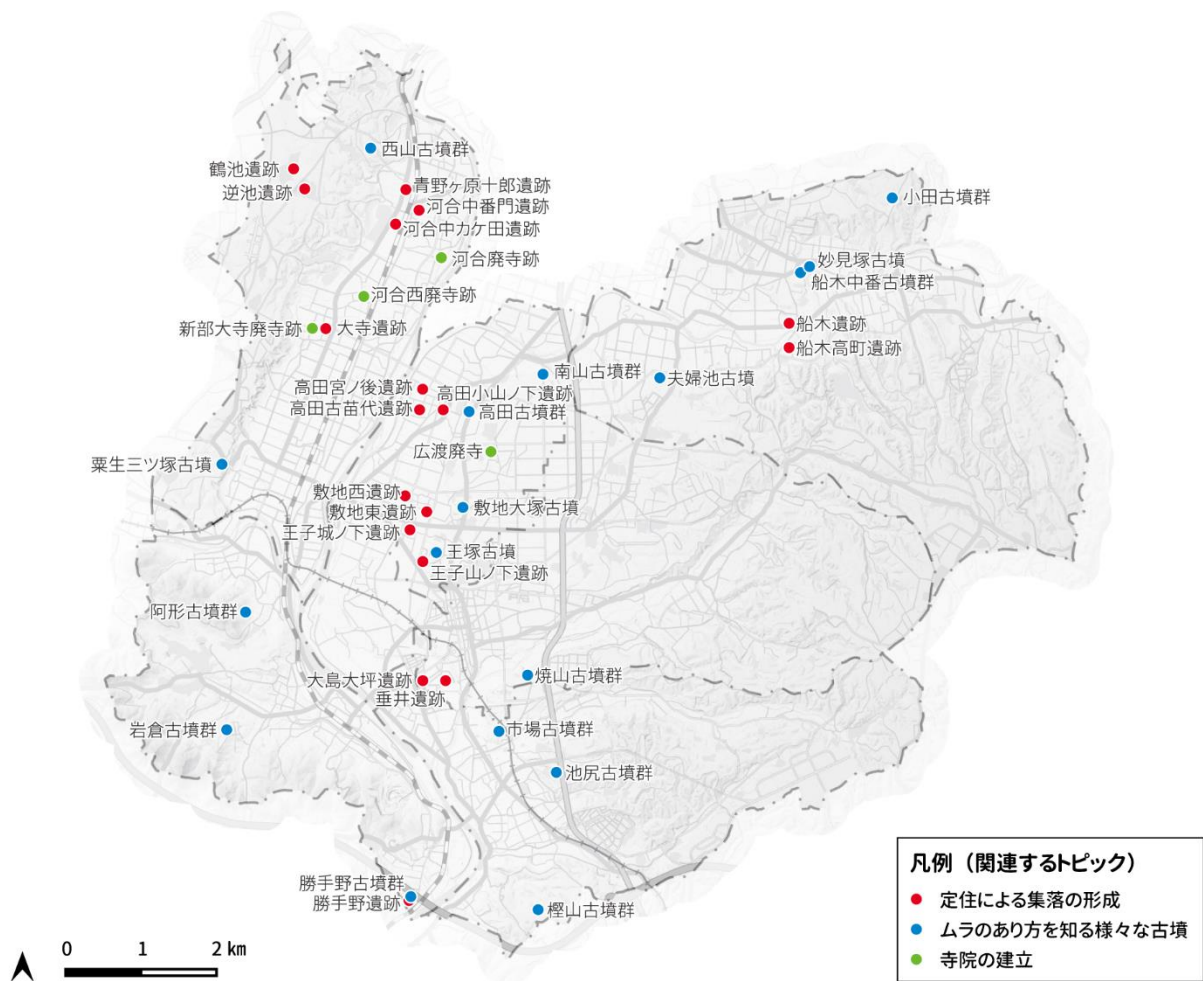 西山古墳群
鶴池遺跡
逆池遺跡
青野ヶ原十郎遺跡
河合中番門遺跡
河合中カケ田遺跡
小田古墳群
河合廃寺跡
妙見塚古墳
船木中番古墳群
河合西廃寺跡
新部大寺廃寺跡
大寺遺跡
船木遺跡
船木高町遺跡
南山古墳群
夫婦池古墳
高田宮ノ後遺跡
高田小山ノ下遺跡
高田古苗代遺跡
高田古墳群
広渡廃寺
粟生三ツ塚古墳
敷地西遺跡
敷地大塚古墳
敷地東遺跡
王子城ノ下遺跡
王塚古墳
王子山ノ下遺跡
阿形古墳群
大島大坪遺跡
垂井遺跡
焼山古墳群
岩倉古墳群
市場古墳群
池尻古墳群
勝手野古墳群
勝手野遺跡
樫山古墳群
0 1 2 km
凡例（関連するトピック）
定住による集落の形成
ムラのあり方を知る様々な古墳
寺院の建立